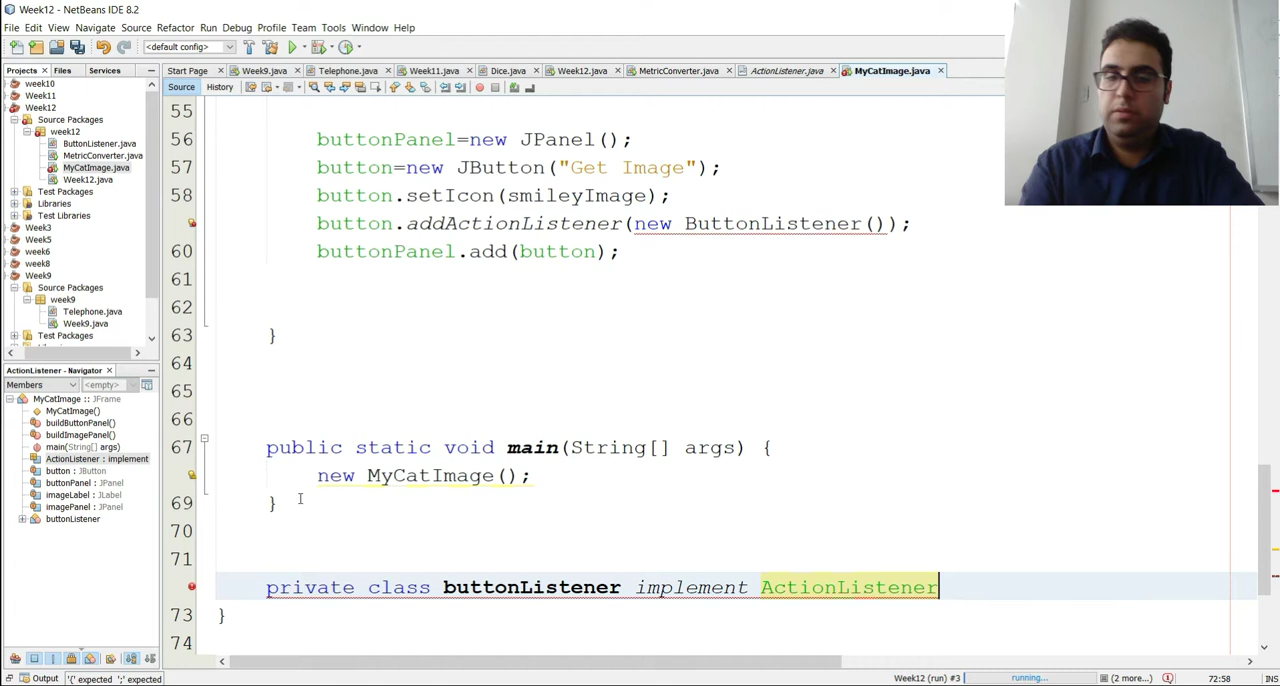 Week12 - NetBeans IDE 8.2
File Edit View Navigate Source Refactor Run Debug Profile Team Tools Window Help
<default config>
Projects Files Services
Start Page Week9.java Telephone.java Week11.java Dice.java Week12.java MetricConverter.java ActionListener.java MyCatImage.java
Source History
week10
Week11
Week12
Source Packages
week12
ButtonListener.java
MetricConverter.java
MyCatImage.java
Week12.java
Test Packages
Libraries
Test Libraries
Week3
Week5
week6
week8
Week9
Source Packages
week9
Telephone.java
Week9.java
Test Packages
ActionListener - Navigator
Members <empty>
MyCatImage :: JFrame
MyCatImage()
buildButtonPanel()
buildImagePanel()
main(String[] args)
ActionListener : implement
button : JButton
buttonPanel : JPanel
imageLabel : JLabel
imagePanel : JPanel
buttonListener
55
56 buttonPanel=new JPanel();
57 button=new JButton("Get Image");
58 button.setIcon(smileyImage);
button.addActionListener(new ButtonListener());
60 buttonPanel.add(button);
61
62
63 }
64
65
66
67 public static void main(String[] args) {
new MyCatImage();
69 }
70
71
private class buttonListener implement ActionListener
73 }
74
Output '{' expected ';' expected
Week12 (run) #3 running... (2 more...) 72:58 INS